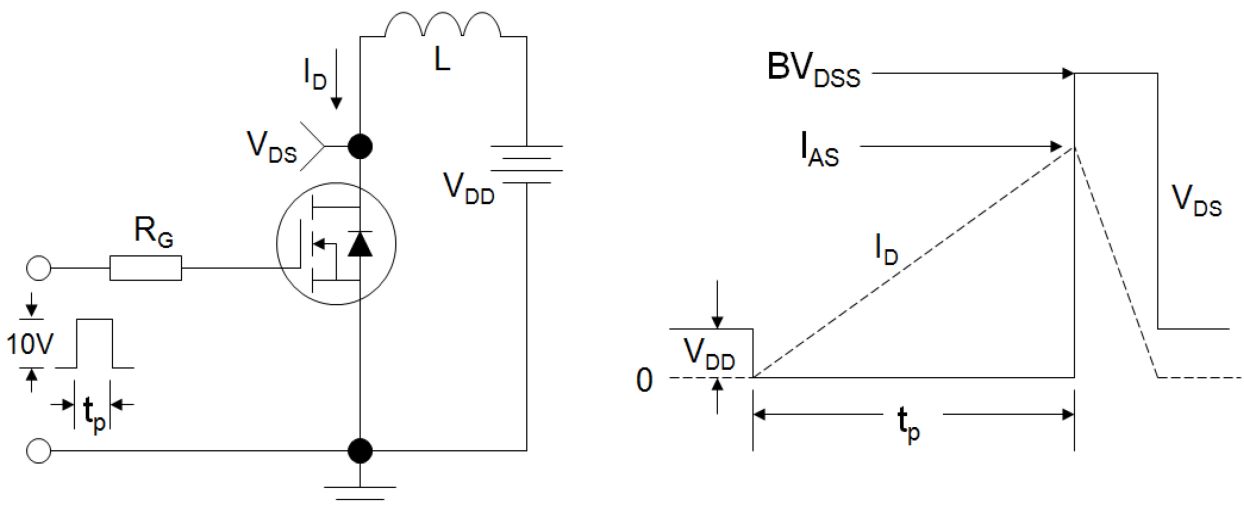 L
I_D
V_DS
V_DD
R_G
10V
t_p
BV_DSS
I_AS
V_DS
I_D
V_DD
0
t_p